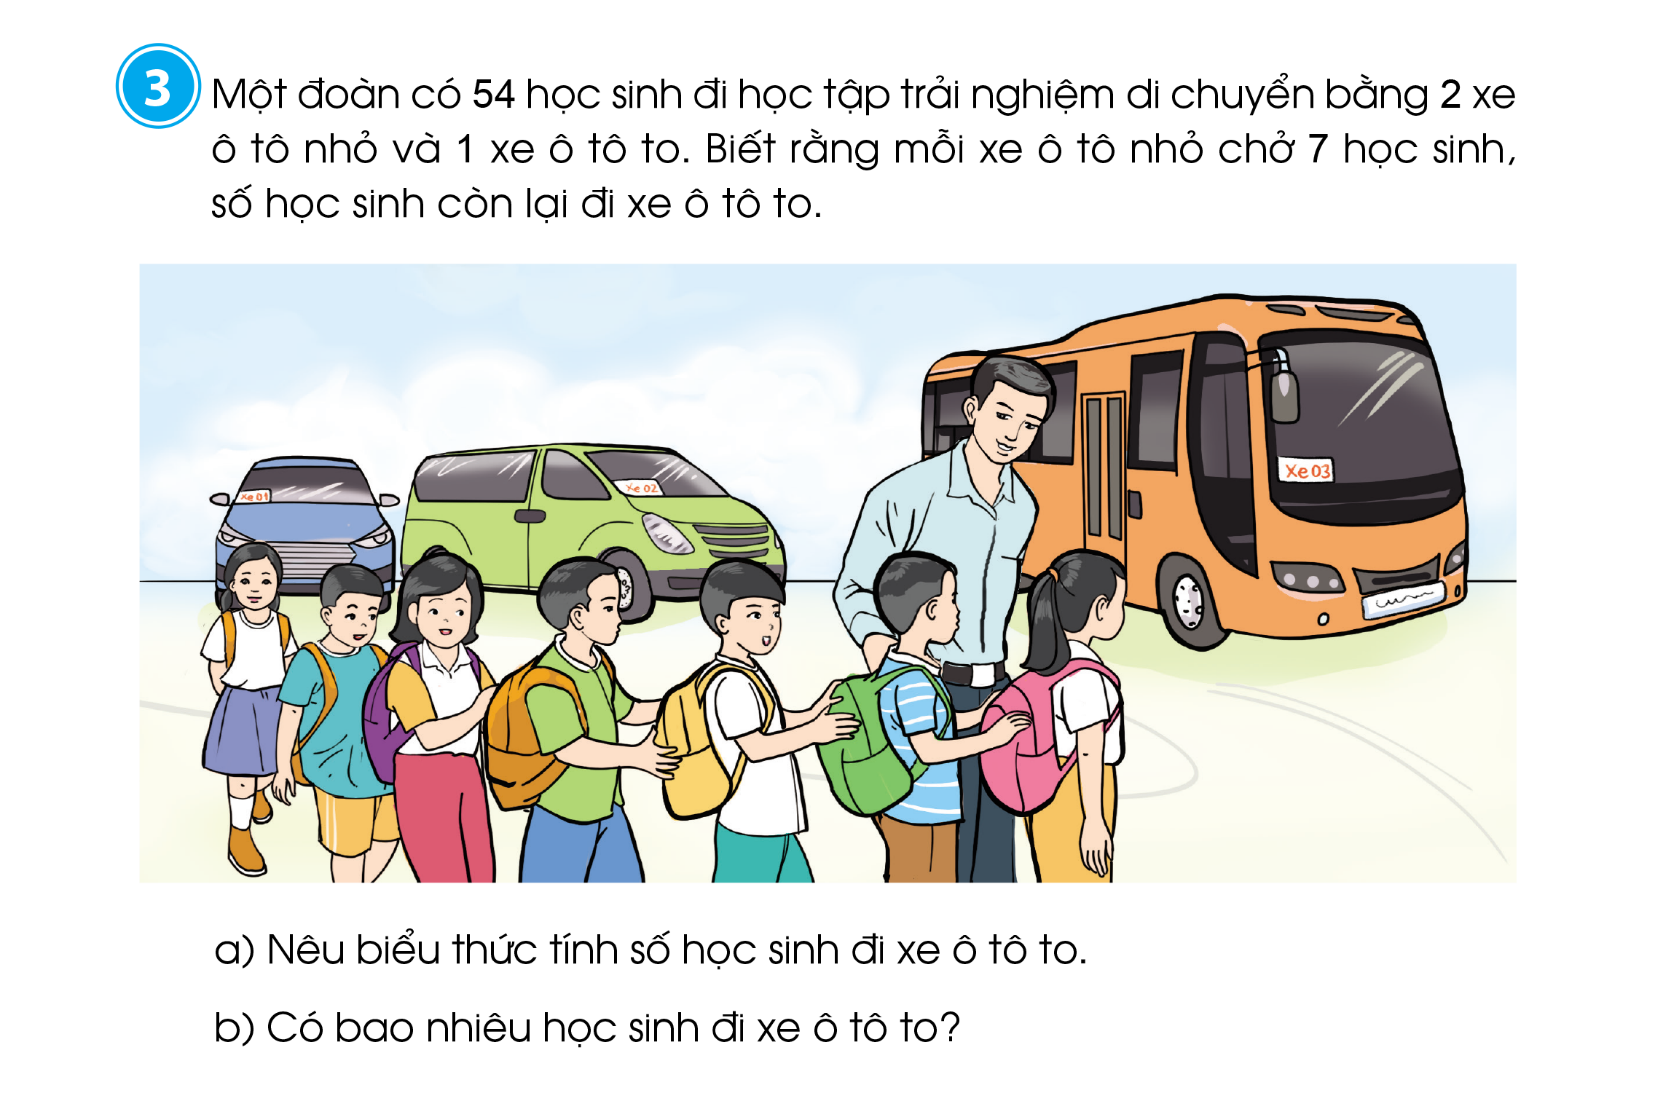 3
Một đoàn có 54 học sinh đi học tập trải nghiệm di chuyển bằng 2 xe
ô tô nhỏ và 1 xe ô tô to. Biết rằng mỗi xe ô tô nhỏ chở 7 học sinh,
số học sinh còn lại đi xe ô tô to.
Xe 01
Xe 02
Xe 03
a) Nêu biểu thức tính số học sinh đi xe ô tô to.
b) Có bao nhiêu học sinh đi xe ô tô to?